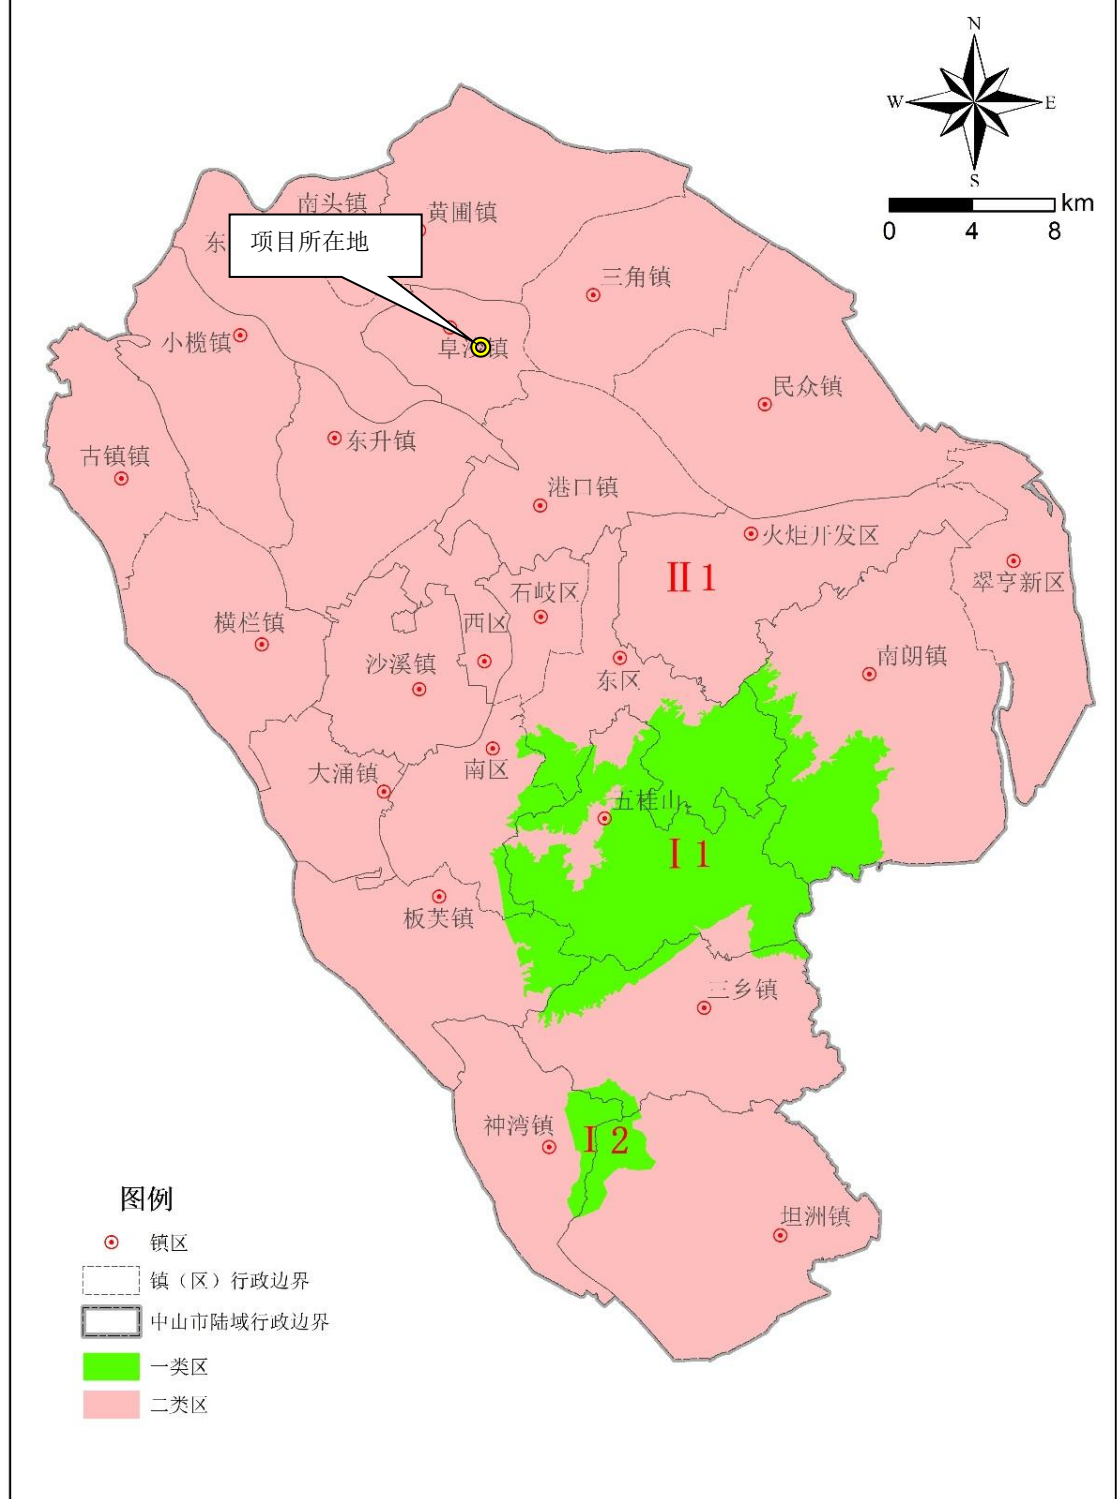 N
W
E
S
km
0
4
8
南头镇
黄圃镇
东
项目所在地
三角镇
小榄镇
阜沙镇
民众镇
东升镇
古镇镇
港口镇
火炬开发区
II 1
翠亨新区
石岐区
横栏镇
西区
沙溪镇
东区
南朗镇
大涌镇
南区
五桂山
I 1
板芙镇
三乡镇
神湾镇
I 2
坦洲镇
图例
镇区
镇（区）行政边界
中山市陆域行政边界
一类区
二类区